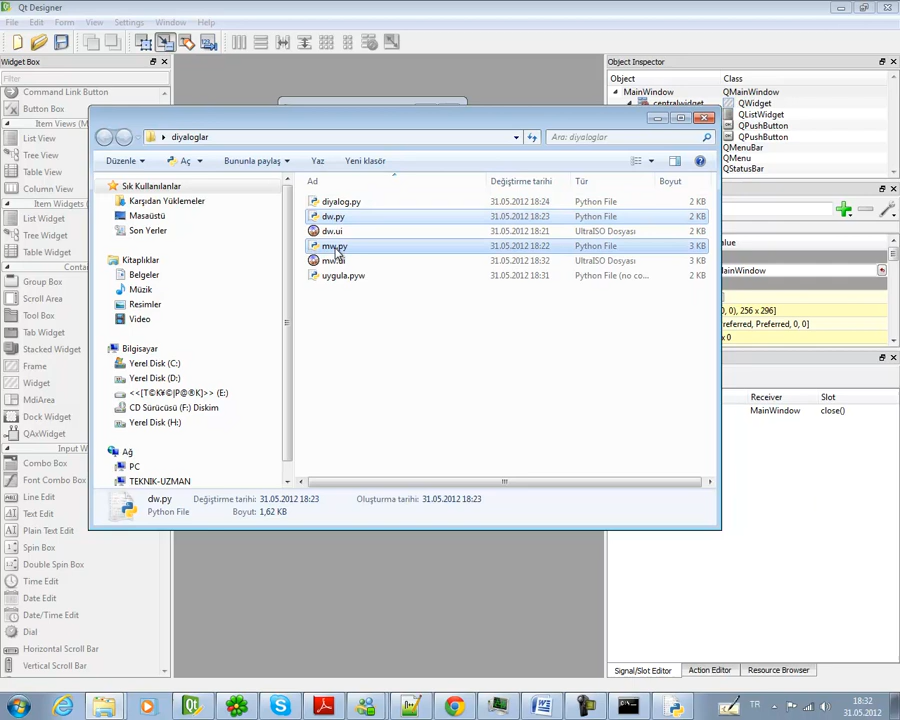 Qt Designer
File Edit Form View Settings Window Help
Widget Box
Filter
Command Link Button
Button Box
Item Views (M
List View
Tree View
Table View
Column View
Item Widgets (
List Widget
Tree Widget
Table Widget
Conta
Group Box
Scroll Area
Tool Box
Tab Widget
Stacked Widget
Frame
Widget
MdiArea
Dock Widget
QAxWidget
Input W
Combo Box
Font Combo Box
Line Edit
Text Edit
Plain Text Edit
Spin Box
Double Spin Box
Time Edit
Date Edit
Date/Time Edit
Dial
Horizontal Scroll Bar
Vertical Scroll Bar
diyaloglar
Ara: diyaloglar
Düzenle Aç Bununla paylaş Yaz Yeni klasör
Sık Kullanılanlar
Karşıdan Yüklemeler
Masaüstü
Son Yerler
Kitaplıklar
Belgeler
Müzik
Resimler
Video
Bilgisayar
Yerel Disk (C:)
Yerel Disk (D:)
<<[T©K¥©|P@®K]>> (E:)
CD Sürücüsü (F:) Diskim
Yerel Disk (H:)
Ağ
PC
TEKNIK-UZMAN
Ad Değiştirme tarihi Tür Boyut
diyalog.py 31.05.2012 18:24 Python File 2 KB
dw.py 31.05.2012 18:23 Python File 2 KB
dw.ui 31.05.2012 18:21 UltraISO Dosyası 2 KB
mw.py 31.05.2012 18:22 Python File 3 KB
mw.ui 31.05.2012 18:32 UltraISO Dosyası 3 KB
uygula.pyw 31.05.2012 18:31 Python File (no co... 2 KB
dw.py Değiştirme tarihi: 31.05.2012 18:23 Oluşturma tarihi: 31.05.2012 18:23
Python File Boyut: 1,62 KB
Object Inspector
Object Class
MainWindow QMainWindow
centralwidget QWidget
QListWidget
QPushButton
QPushButton
QMenuBar
QMenu
QStatusBar
alue
ainWindow
0), 256 x 296]
referred, Preferred, 0, 0]
x 0
Receiver Slot
MainWindow close()
Signal/Slot Editor Action Editor Resource Browser
TR
18:32
31.05.2012